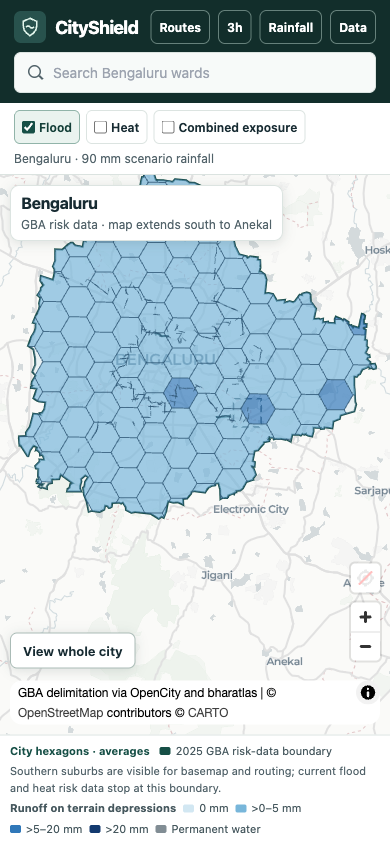 CityShield
Routes
3h
Rainfall
Data
Search Bengaluru wards
Flood
Heat
Combined exposure
Bengaluru · 90 mm scenario rainfall
Bengaluru
GBA risk data · map extends south to Anekal
Hosk
BENGALURU
Sarjapu
Electronic City
Jigani
+
−
View whole city
Anekal
GBA delimitation via OpenCity and bharatlas | ©
OpenStreetMap contributors © CARTO
City hexagons · averages
2025 GBA risk-data boundary
Southern suburbs are visible for basemap and routing; current flood
and heat risk data stop at this boundary.
Runoff on terrain depressions
0 mm
>0–5 mm
>5–20 mm
>20 mm
Permanent water